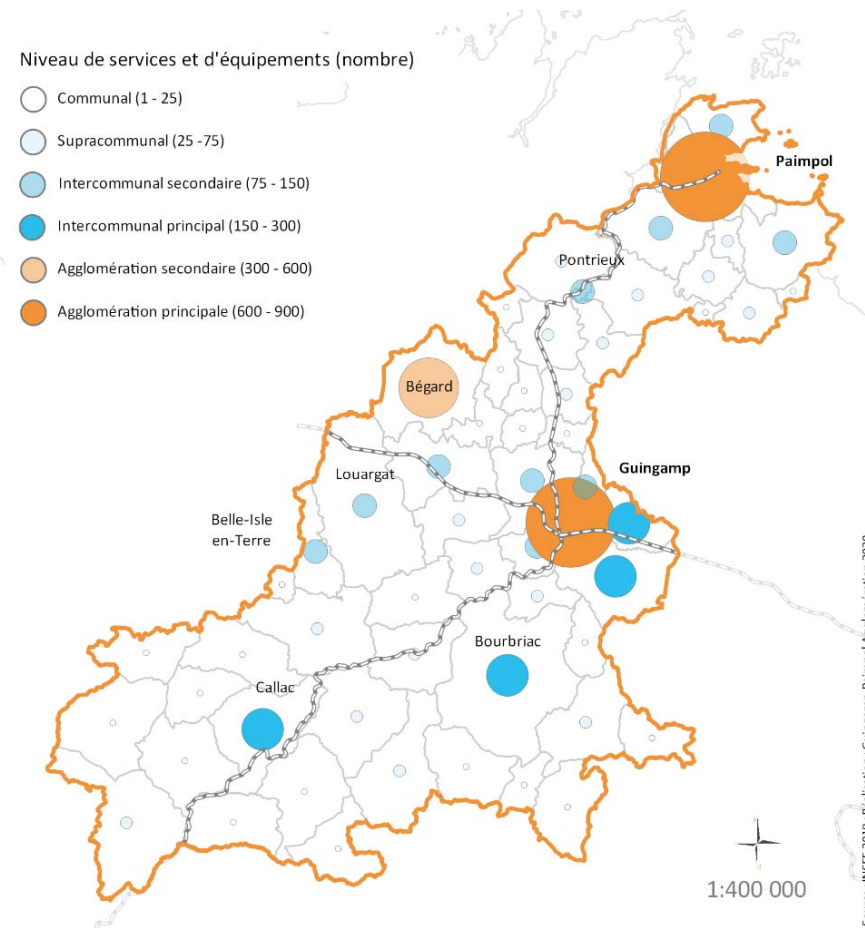 Niveau de services et d'équipements (nombre)
Communal (1 - 25)
Supracommunal (25 -75)
Intercommunal secondaire (75 - 150)
Intercommunal principal (150 - 300)
Agglomération secondaire (300 - 600)
Agglomération principale (600 - 900)
Paimpol
Pontrieux
Bégard
Guingamp
Louargat
Belle-Isle
en-Terre
Bourbriac
Callac
1:400 000